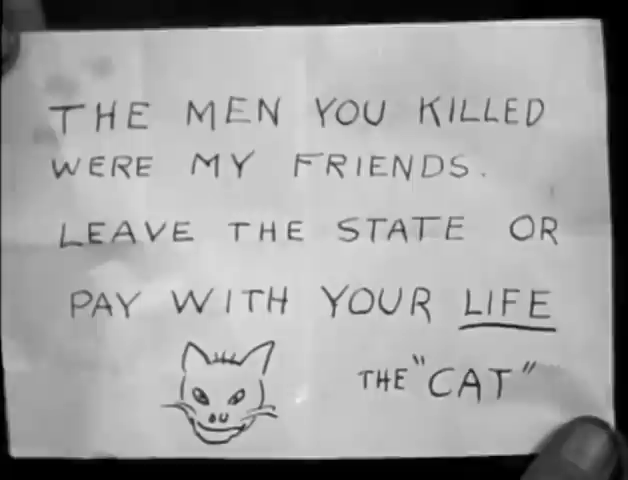 THE MEN YOU KILLED
WERE MY FRIENDS.
LEAVE THE STATE OR
PAY WITH YOUR LIFE
THE "CAT"